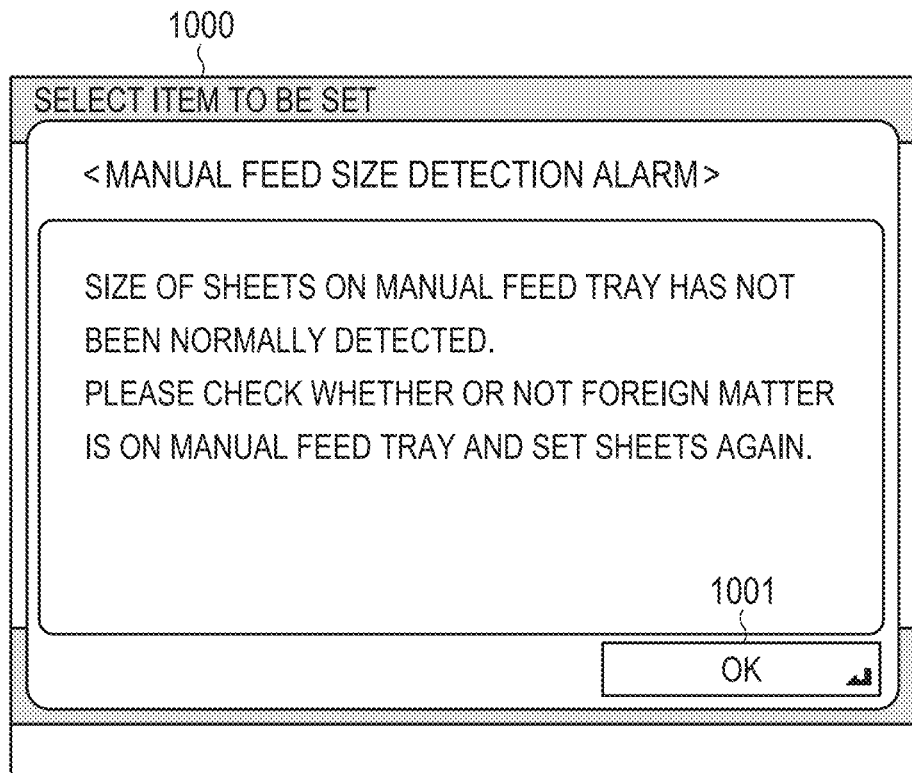 1000
SELECT ITEM TO BE SET
<MANUAL FEED SIZE DETECTION ALARM>
SIZE OF SHEETS ON MANUAL FEED TRAY HAS NOT
BEEN NORMALLY DETECTED.
PLEASE CHECK WHETHER OR NOT FOREIGN MATTER
IS ON MANUAL FEED TRAY AND SET SHEETS AGAIN.
1001
OK